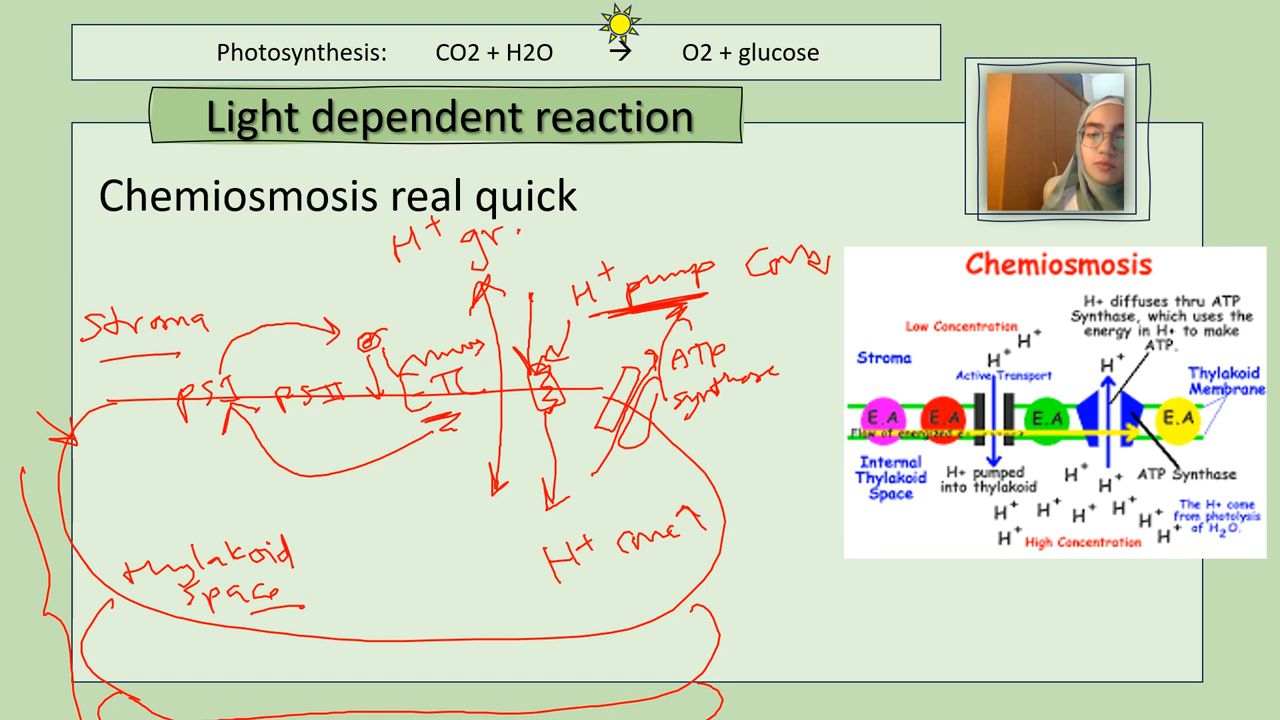 Photosynthesis: CO2 + H2O → O2 + glucose
Light dependent reaction
Chemiosmosis real quick
H+ gr.
H+ pump
Stroma
PSI PSII
ATP
synthase
Thylakoid
space
H+ conc ↑
Chemiosmosis
H+ diffuses thru ATP
Synthase, which uses the
energy in H+ to make
ATP.
Low Concentration
H+
H+
H+
Stroma
Active Transport
Thylakoid
Membrane
E.A E.A E.A E.A
Flow of energized
Internal
Thylakoid
Space
H+ pumped
into thylakoid
H+
H+
ATP Synthase
H+ H+ H+ H+ H+
H+ H+
The H+ come
from photolysis
of H2O.
High Concentration